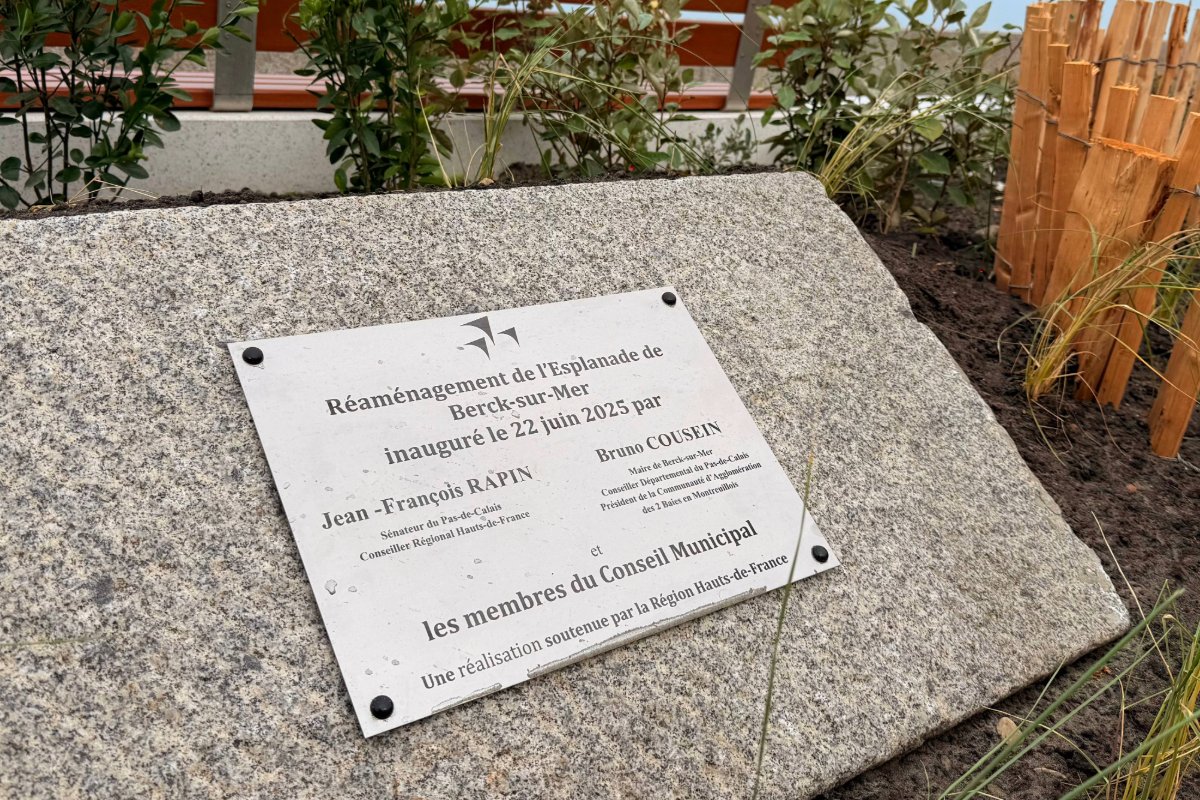 Réaménagement de l'Esplanade de
Berck-sur-Mer
inauguré le 22 juin 2025 par
Jean -François RAPIN
Sénateur du Pas-de-Calais
Conseiller Régional Hauts-de-France
Bruno COUSEIN
Maire de Berck-sur-Mer
Conseiller Départemental du Pas-de-Calais
Président de la Communauté d'Agglomération
des 2 Baies en Montreuillois
et
les membres du Conseil Municipal
Une réalisation soutenue par la Région Hauts-de-France